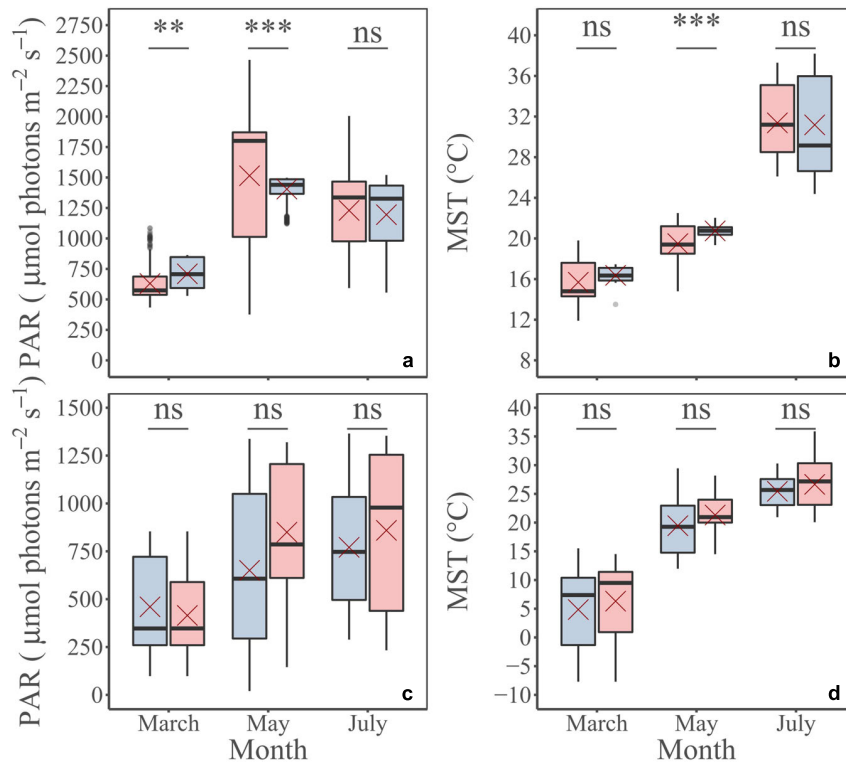 PAR ( μmol photons m⁻² s⁻¹)
2750
2500
2250
2000
1750
1500
1250
1000
750
500
250
0
** *** ns
a
MST (°C)
40
36
32
28
24
20
16
12
8
ns *** ns
b
PAR ( μmol photons m⁻² s⁻¹)
1500
1250
1000
750
500
250
0
ns ns ns
c
March May July
Month
MST (°C)
40
35
30
25
20
15
10
5
0
−5
−10
ns ns ns
d
March May July
Month